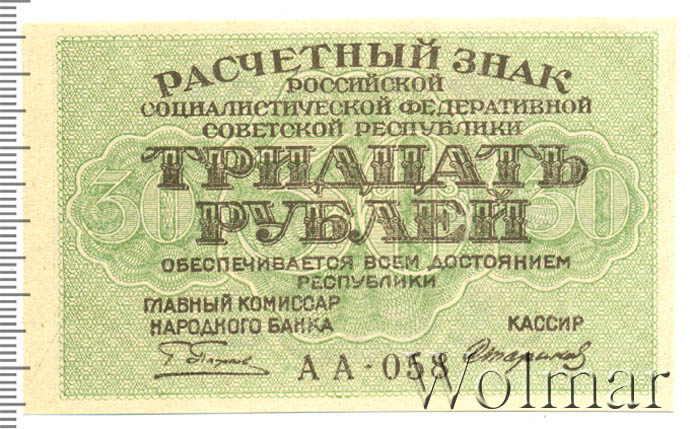 РАСЧЕТНЫЙ ЗНАК
РОССИЙСКОЙ
СОЦИАЛИСТИЧЕСКОЙ ФЕДЕРАТИВНОЙ
СОВЕТСКОЙ РЕСПУБЛИКИ
30 ТРИДЦАТЬ 30
РУБЛЕЙ
ОБЕСПЕЧИВАЕТСЯ ВСЕМ ДОСТОЯНИЕМ
РЕСПУБЛИКИ
ГЛАВНЫЙ КОМИССАР
НАРОДНОГО БАНКА
КАССИР
АА-058
Wolmar